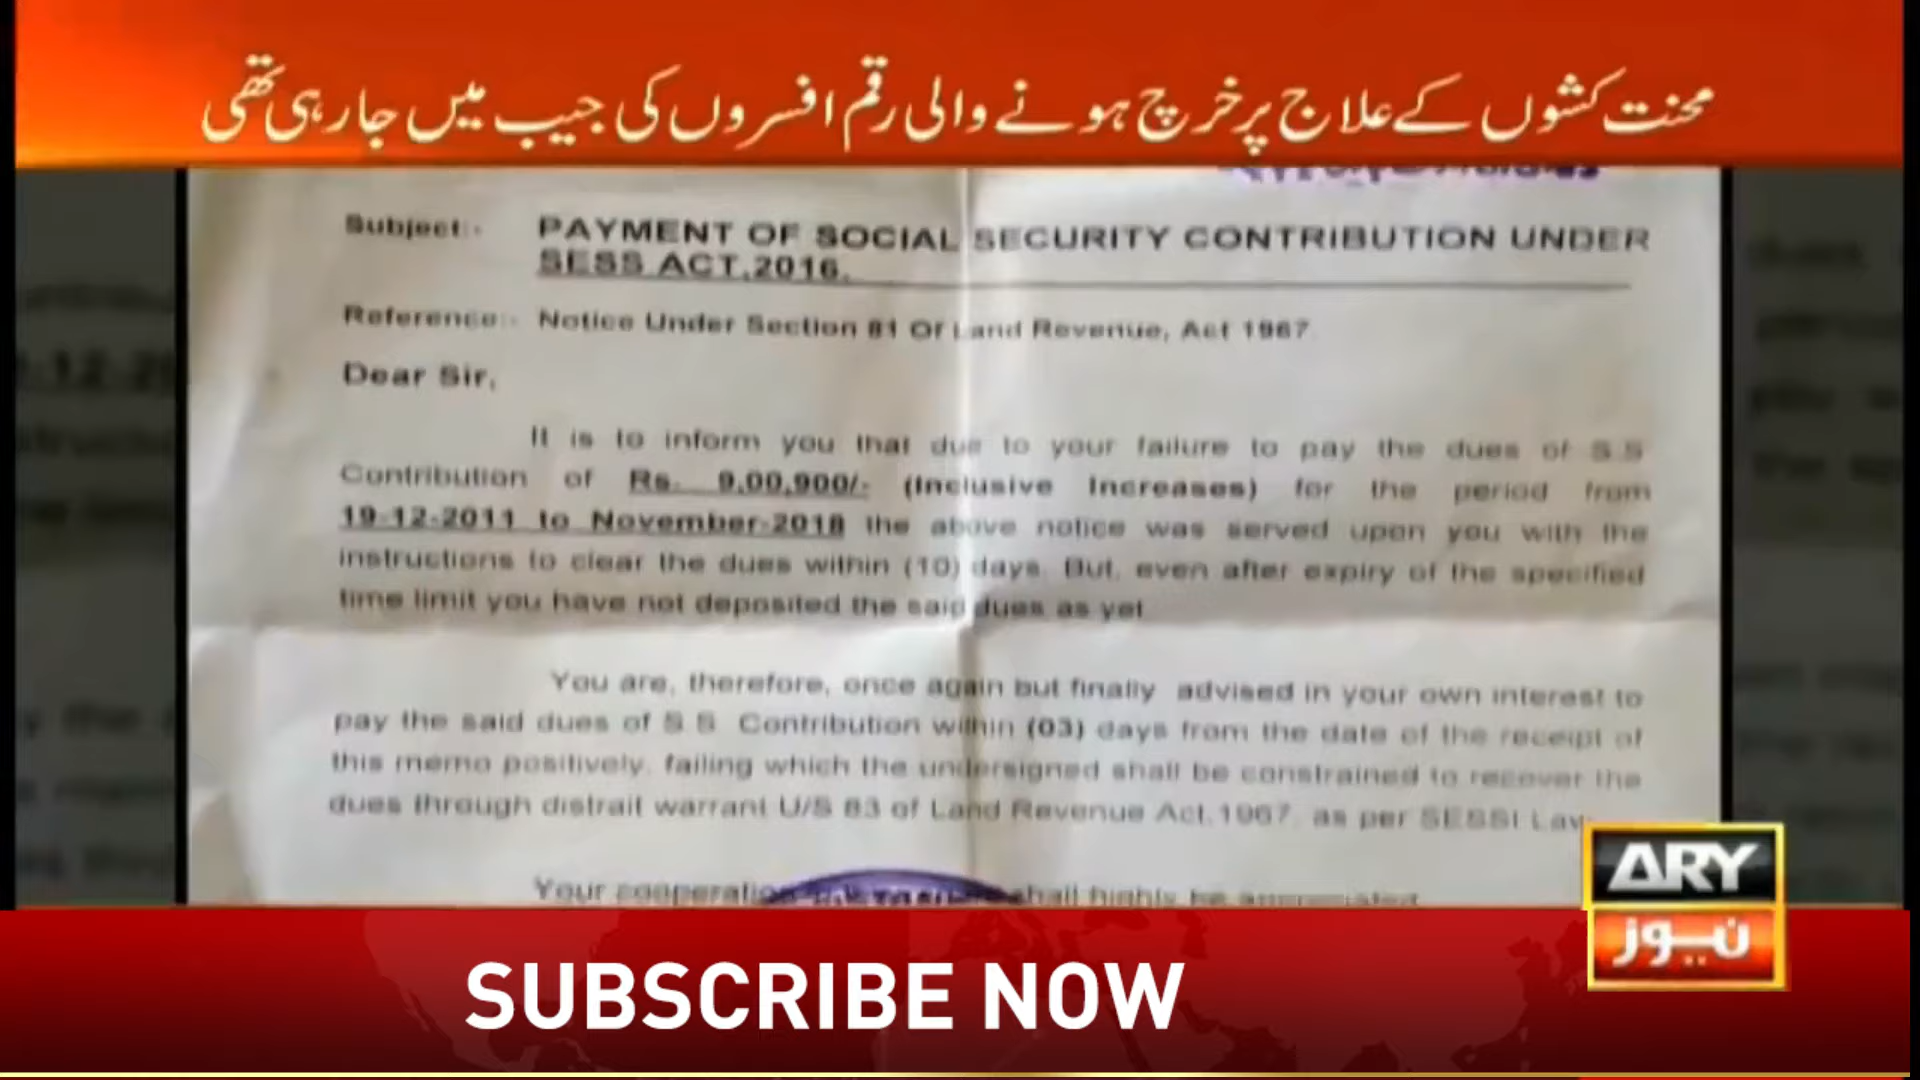 محنت کشوں کے علاج پر خرچ ہونے والی رقم افسروں کی جیب میں جا رہی تھی
Subject:- PAYMENT OF SOCIAL SECURITY CONTRIBUTION UNDER
SESS ACT,2016.
Reference:- Notice Under Section 81 Of Land Revenue, Act 1967
Dear Sir,
It is to inform you that due to your failure to pay the dues of S.S
Contribution of Rs. 9,00,900/- (Inclusive Increases) for the period from
19-12-2011 to November-2018 the above notice was served upon you with the
instructions to clear the dues within (10) days. But, even after expiry of the specified
time limit you have not deposited the said dues as yet
You are, therefore, once again but finally advised in your own interest to
pay the said dues of S.S. Contribution within (03) days from the date of the receipt of
this memo positively, failing which the undersigned shall be constrained to recover the
dues through distrait warrant U/S 83 of Land Revenue Act,1967, as per SESSI Law
Your cooperation shall highly be appreciated
ARY
نیوز
SUBSCRIBE NOW